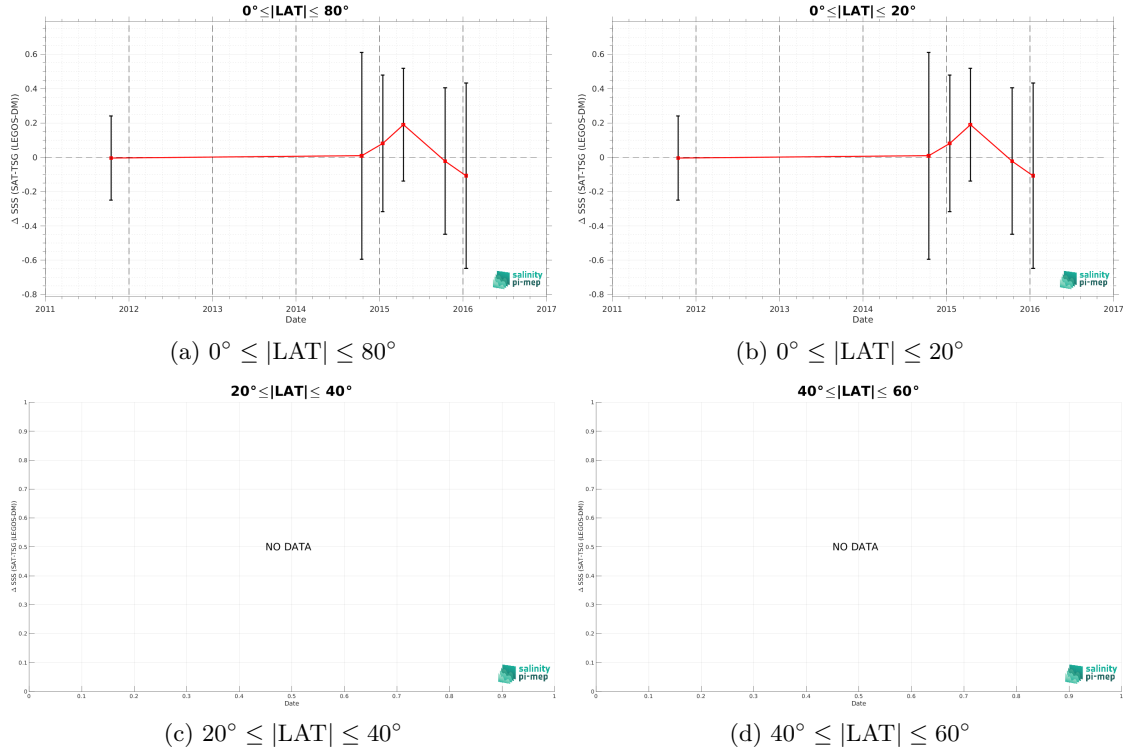 0°≤|LAT|≤ 80°
Δ SSS (SAT-TSG (LEGOS-DM))
0.6
0.4
0.2
0
-0.2
-0.4
-0.6
-0.8
2011 2012 2013 2014 2015 2016 2017
Date
salinity
pi-mep
(a) 0° ≤ |LAT| ≤ 80°
0°≤|LAT|≤ 20°
Δ SSS (SAT-TSG (LEGOS-DM))
0.6
0.4
0.2
0
-0.2
-0.4
-0.6
-0.8
2011 2012 2013 2014 2015 2016 2017
Date
salinity
pi-mep
(b) 0° ≤ |LAT| ≤ 20°
20°≤|LAT|≤ 40°
Δ SSS (SAT-TSG (LEGOS-DM))
1
0.9
0.8
0.7
0.6
0.5
0.4
0.3
0.2
0.1
0
NO DATA
0 0.1 0.2 0.3 0.4 0.5 0.6 0.7 0.8 0.9 1
Date
salinity
pi-mep
(c) 20° ≤ |LAT| ≤ 40°
40°≤|LAT|≤ 60°
Δ SSS (SAT-TSG (LEGOS-DM))
1
0.9
0.8
0.7
0.6
0.5
0.4
0.3
0.2
0.1
0
NO DATA
0 0.1 0.2 0.3 0.4 0.5 0.6 0.7 0.8 0.9 1
Date
salinity
pi-mep
(d) 40° ≤ |LAT| ≤ 60°